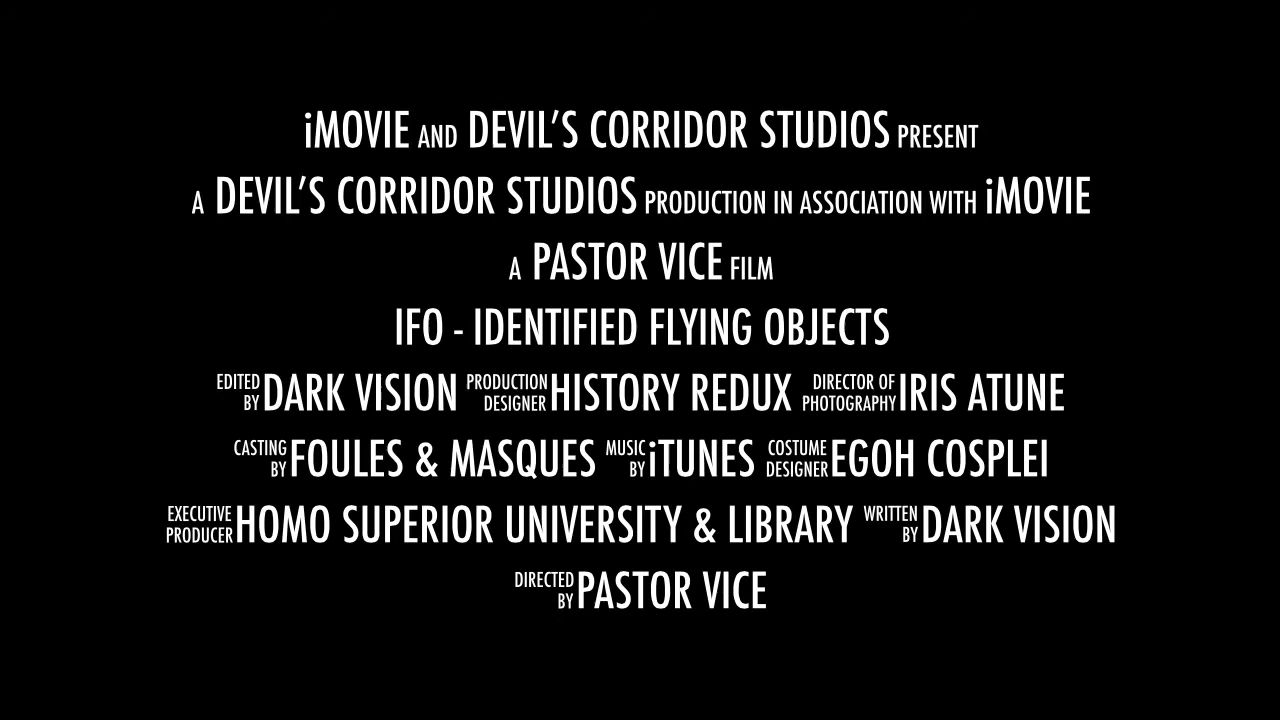 iMOVIE AND DEVIL'S CORRIDOR STUDIOS PRESENT
A DEVIL'S CORRIDOR STUDIOS PRODUCTION IN ASSOCIATION WITH iMOVIE
A PASTOR VICE FILM
IFO - IDENTIFIED FLYING OBJECTS
EDITED BY DARK VISION PRODUCTION DESIGNER HISTORY REDUX DIRECTOR OF PHOTOGRAPHY IRIS ATUNE
CASTING BY FOULES & MASQUES MUSIC BY iTUNES COSTUME DESIGNER EGOH COSPLEI
EXECUTIVE PRODUCER HOMO SUPERIOR UNIVERSITY & LIBRARY WRITTEN BY DARK VISION
DIRECTED BY PASTOR VICE